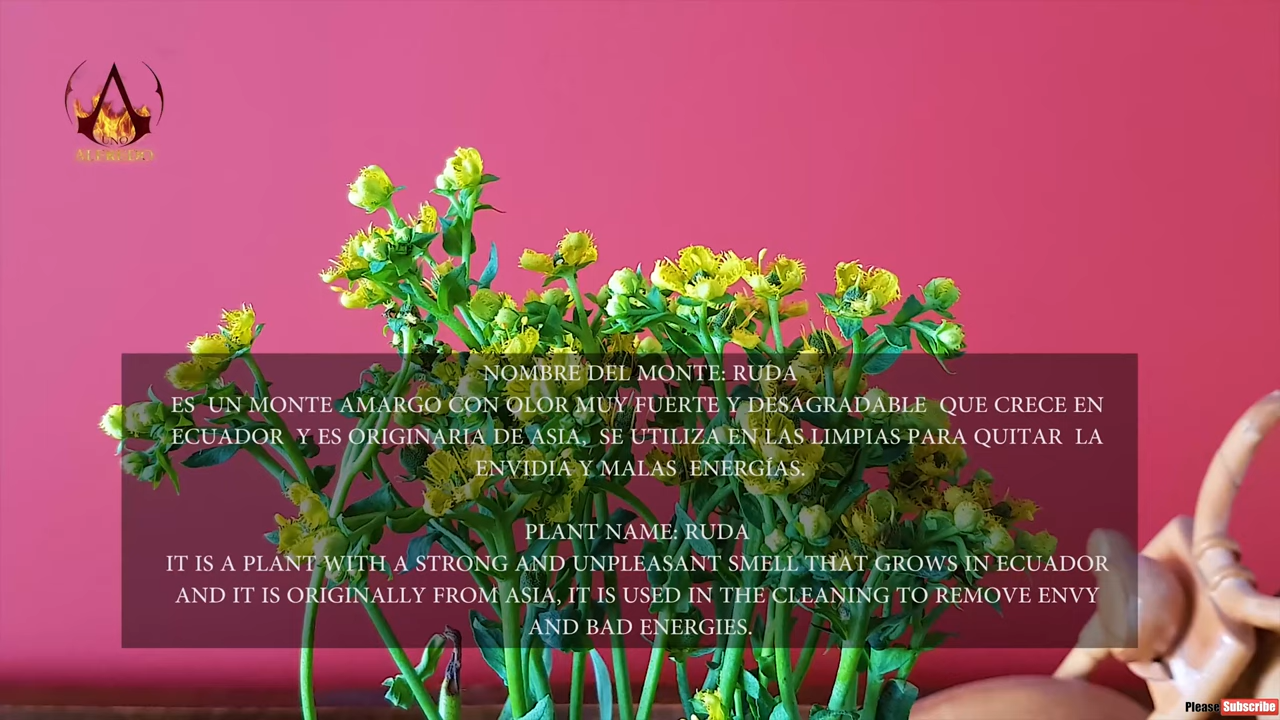 UNO
ALFREDO
NOMBRE DEL MONTE: RUDA
ES UN MONTE AMARGO CON OLOR MUY FUERTE Y DESAGRADABLE QUE CRECE EN
ECUADOR Y ES ORIGINARIA DE ASIA, SE UTILIZA EN LAS LIMPIAS PARA QUITAR LA
ENVIDIA Y MALAS ENERGÍAS.
PLANT NAME: RUDA
IT IS A PLANT WITH A STRONG AND UNPLEASANT SMELL THAT GROWS IN ECUADOR
AND IT IS ORIGINALLY FROM ASIA, IT IS USED IN THE CLEANING TO REMOVE ENVY
AND BAD ENERGIES.
Please Subscribe